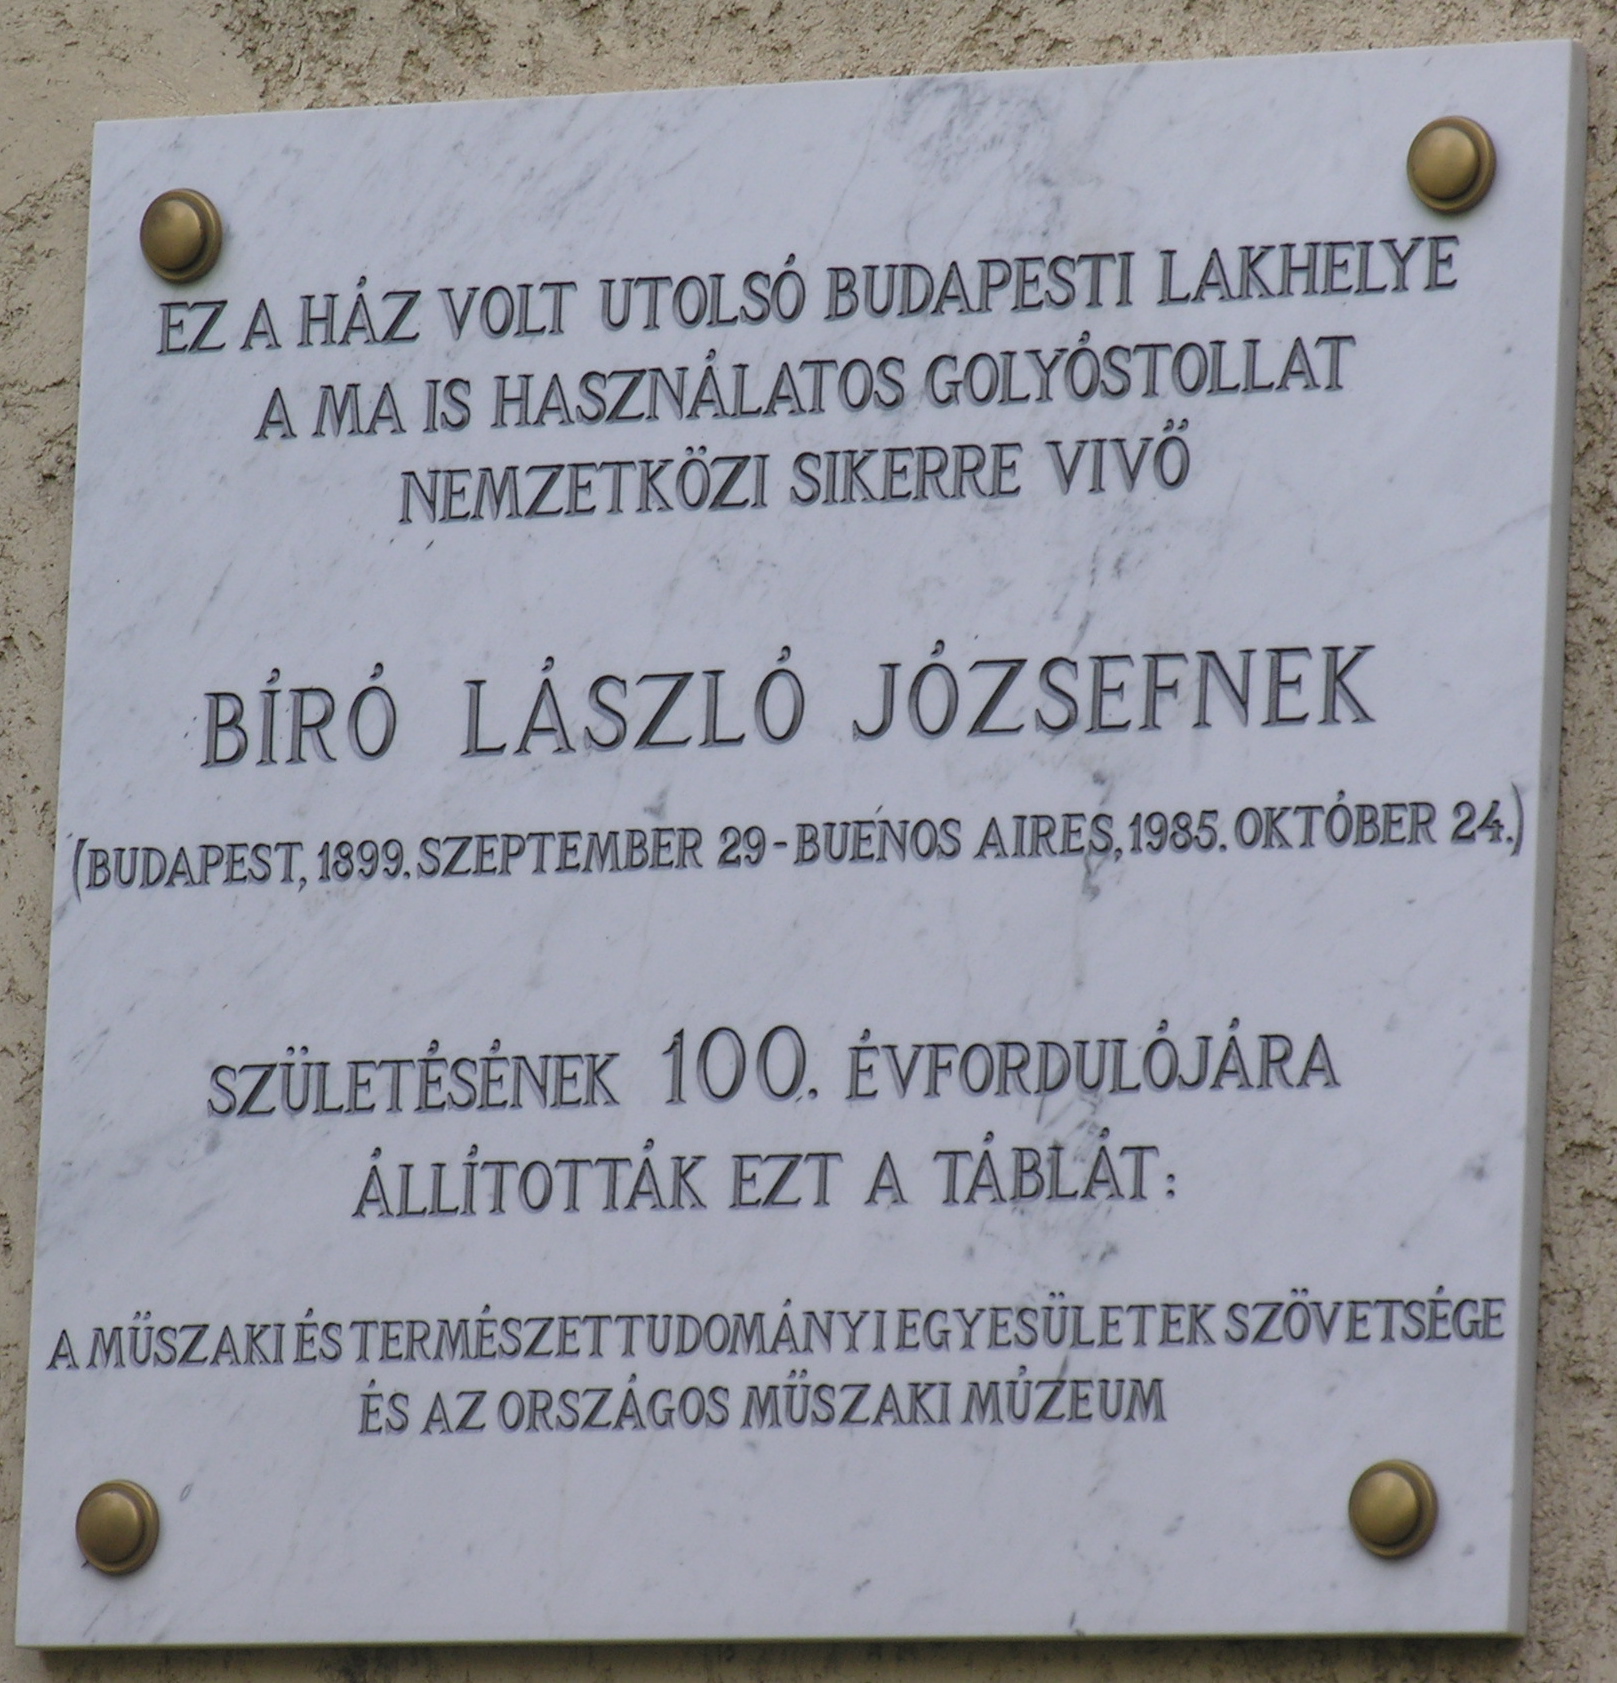 EZ A HÁZ VOLT UTOLSÓ BUDAPESTI LAKHELYE
A MA IS HASZNÁLATOS GOLYÓSTOLLAT
NEMZETKÖZI SIKERRE VIVŐ
BÍRÓ LÁSZLÓ JÓZSEFNEK
(BUDAPEST, 1899. SZEPTEMBER 29 - BUENOS AIRES, 1985. OKTÓBER 24.)
SZÜLETÉSÉNEK 100. ÉVFORDULÓJÁRA
ÁLLÍTOTTÁK EZT A TÁBLÁT:
A MŰSZAKI ÉS TERMÉSZETTUDOMÁNYI EGYESÜLETEK SZÖVETSÉGE
ÉS AZ ORSZÁGOS MŰSZAKI MÚZEUM